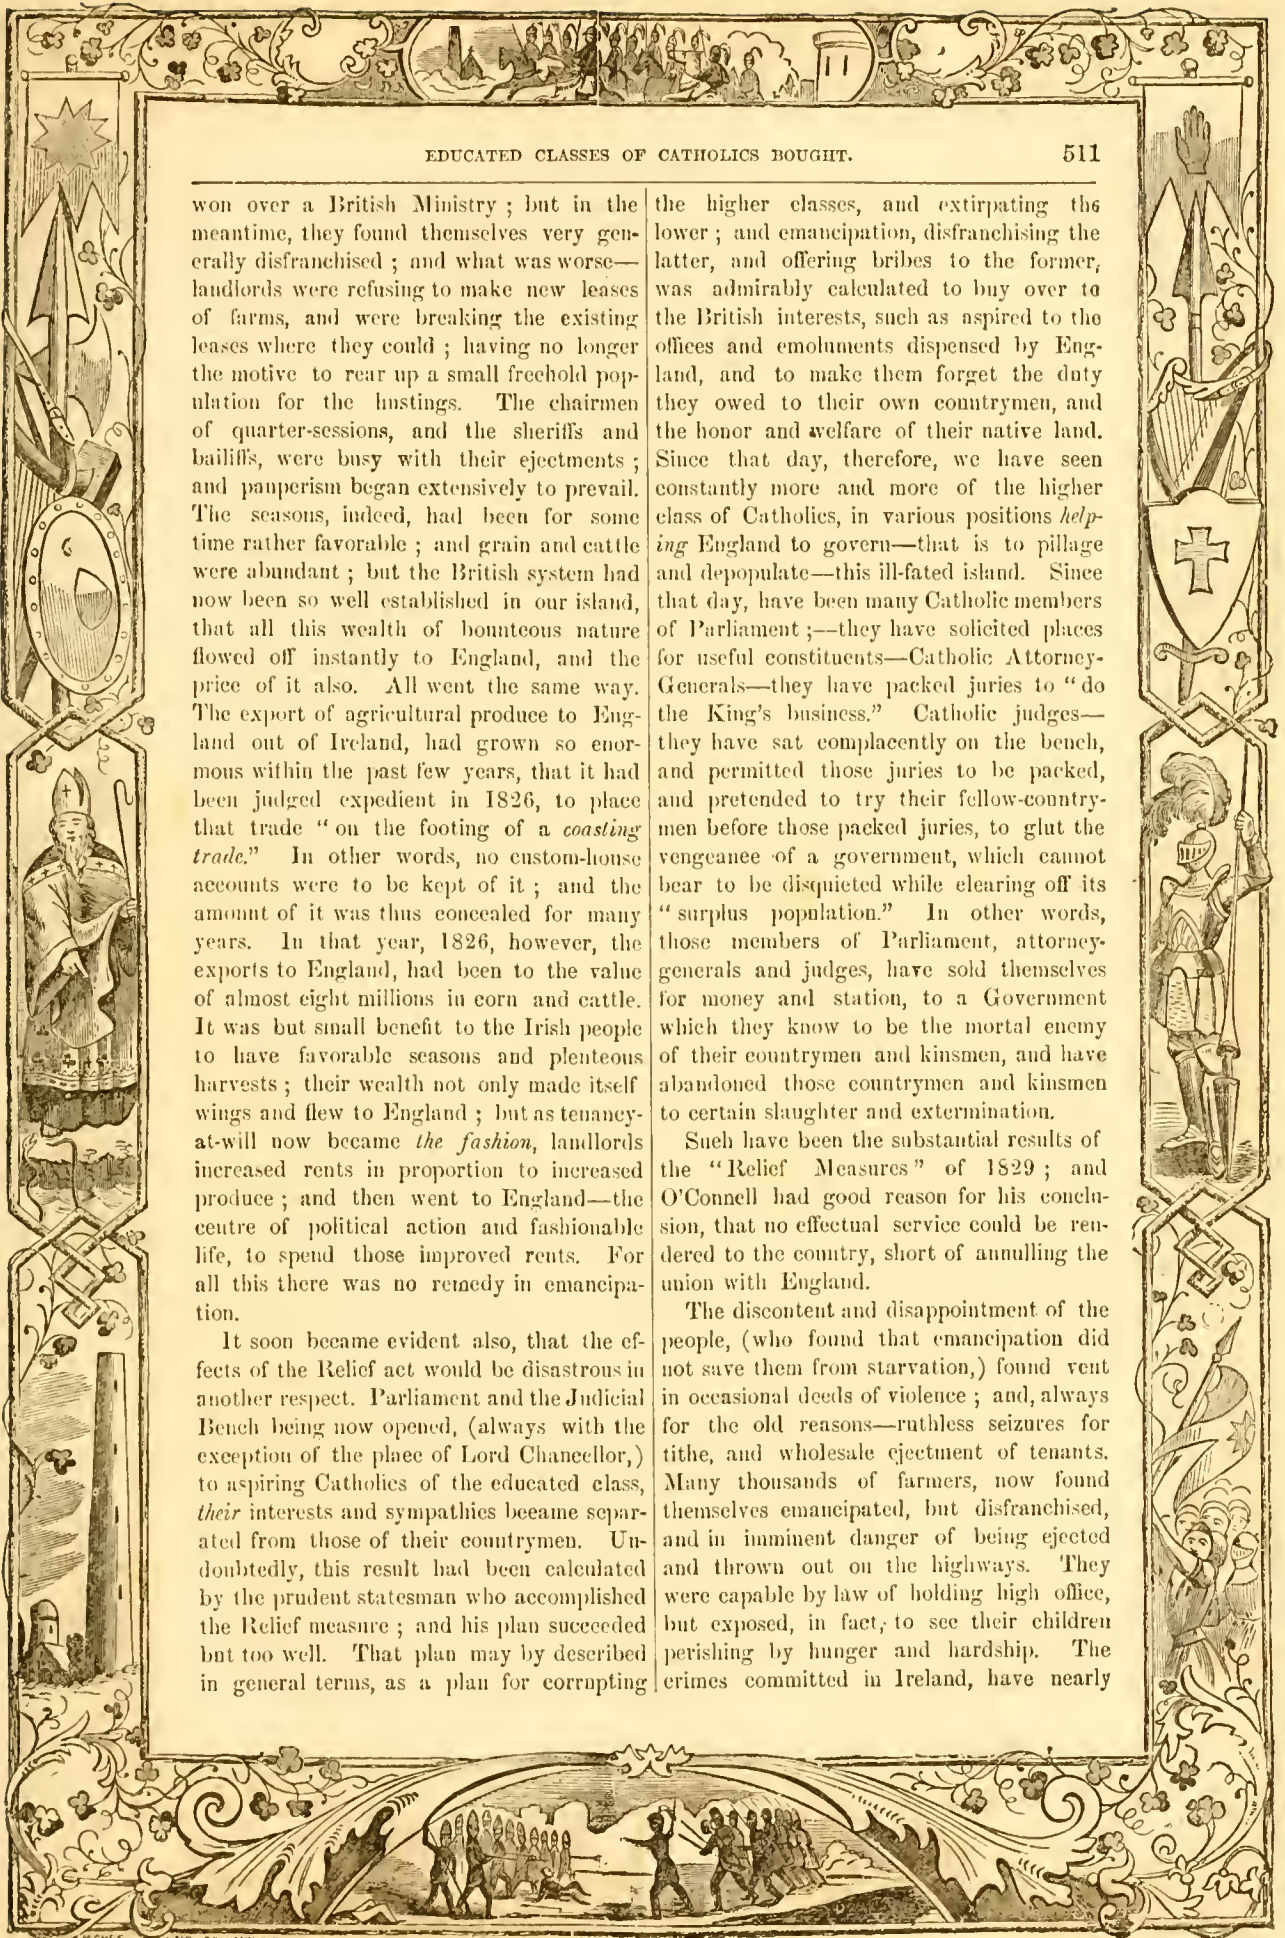 EDUCATED CLASSES OF CATHOLICS BOUGHT. 511
won over a British Ministry ; but in the
meantime, they found themselves very gen-
erally disfranchised ; and what was worse—
landlords were refusing to make new leases
of farms, and were breaking the existing
leases where they could ; having no longer
the motive to rear up a small freehold pop-
ulation for the hustings. The chairmen
of quarter-sessions, and the sheriffs and
bailiffs, were busy with their ejectments ;
and pauperism began extensively to prevail.
The seasons, indeed, had been for some
time rather favorable ; and grain and cattle
were abundant ; but the British system had
now been so well established in our island,
that all this wealth of bounteous nature
flowed off instantly to England, and the
price of it also. All went the same way.
The export of agricultural produce to Eng-
land out of Ireland, had grown so enor-
mous within the past few years, that it had
been judged expedient in 1826, to place
that trade “ on the footing of a coasting
trade.” In other words, no custom-house
accounts were to be kept of it ; and the
amount of it was thus concealed for many
years. In that year, 1826, however, the
exports to England, had been to the value
of almost eight millions in corn and cattle.
It was but small benefit to the Irish people
to have favorable seasons and plenteous
harvests ; their wealth not only made itself
wings and flew to England ; but as tenancy-
at-will now became the fashion, landlords
increased rents in proportion to increased
produce ; and then went to England—the
centre of political action and fashionable
life, to spend those improved rents. For
all this there was no remedy in emancipa-
tion.
It soon became evident also, that the ef-
fects of the Relief act would be disastrous in
another respect. Parliament and the Judicial
Bench being now opened, (always with the
exception of the place of Lord Chancellor,)
to aspiring Catholics of the educated class,
their interests and sympathies became separ-
ated from those of their countrymen. Un-
doubtedly, this result had been calculated
by the prudent statesman who accomplished
the Relief measure ; and his plan succeeded
but too well. That plan may by described
in general terms, as a plan for corrupting
the higher classes, and extirpating the
lower ; and emancipation, disfranchising the
latter, and offering bribes to the former,
was admirably calculated to buy over to
the British interests, such as aspired to the
offices and emoluments dispensed by Eng-
land, and to make them forget the duty
they owed to their own countrymen, and
the honor and welfare of their native land.
Since that day, therefore, we have seen
constantly more and more of the higher
class of Catholics, in various positions help-
ing England to govern—that is to pillage
and depopulate—this ill-fated island. Since
that day, have been many Catholic members
of Parliament ;—they have solicited places
for useful constituents—Catholic Attorney-
Generals—they have packed juries to “ do
the King's business.” Catholic judges—
they have sat complacently on the bench,
and permitted those juries to be packed,
and pretended to try their fellow-country-
men before those packed juries, to glut the
vengeance of a government, which cannot
bear to be disquieted while clearing off its
“ surplus population.” In other words,
those members of Parliament, attorney-
generals and judges, have sold themselves
for money and station, to a Government
which they know to be the mortal enemy
of their countrymen and kinsmen, and have
abandoned those countrymen and kinsmen
to certain slaughter and extermination.
Such have been the substantial results of
the “ Relief Measures ” of 1829 ; and
O'Connell had good reason for his conclu-
sion, that no effectual service could be ren-
dered to the country, short of annulling the
union with England.
The discontent and disappointment of the
people, (who found that emancipation did
not save them from starvation,) found vent
in occasional deeds of violence ; and, always
for the old reasons—ruthless seizures for
tithe, and wholesale ejectment of tenants.
Many thousands of farmers, now found
themselves emancipated, but disfranchised,
and in imminent danger of being ejected
and thrown out on the highways. They
were capable by law of holding high office,
but exposed, in fact, to see their children
perishing by hunger and hardship. The
crimes committed in Ireland, have nearly